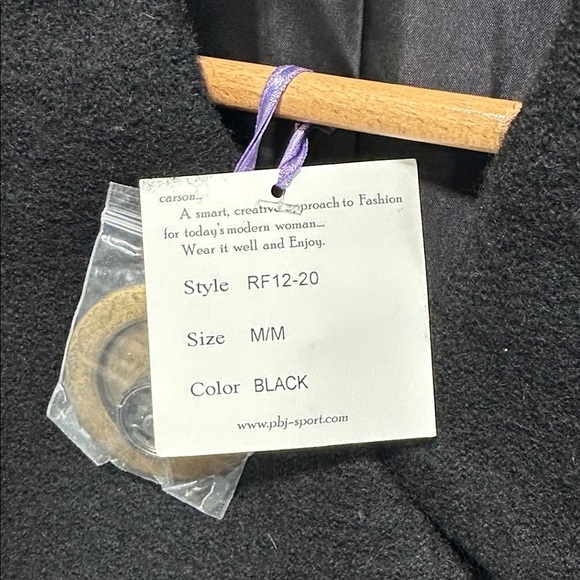 carson...
A smart, creative approach to Fashion
for today's modern woman....
Wear it well and Enjoy.
Style RF12-20
Size M/M
Color BLACK
www.pbj-sport.com